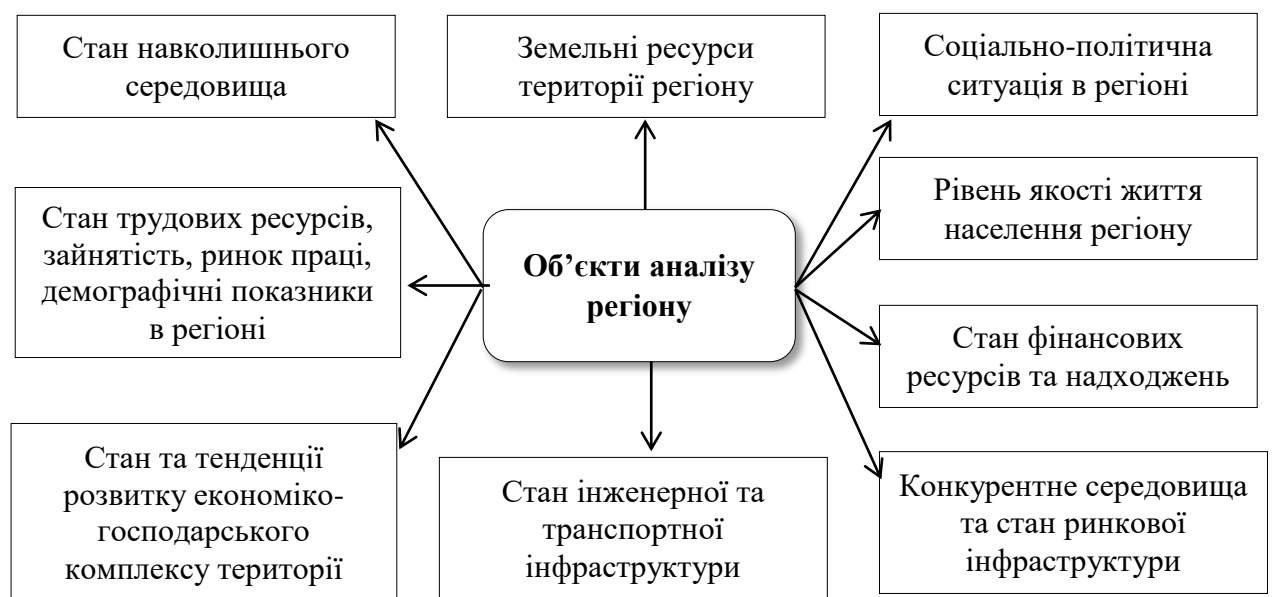 Стан навколишнього
середовища
Земельні ресурси
території регіону
Соціально-політична
ситуація в регіоні
Стан трудових ресурсів,
зайнятість, ринок праці,
демографічні показники
в регіоні
Об’єкти аналізу
регіону
Рівень якості життя
населення регіону
Стан фінансових
ресурсів та надходжень
Стан та тенденції
розвитку економіко-
господарського
комплексу території
Стан інженерної та
транспортної
інфраструктури
Конкурентне середовища
та стан ринкової
інфраструктури